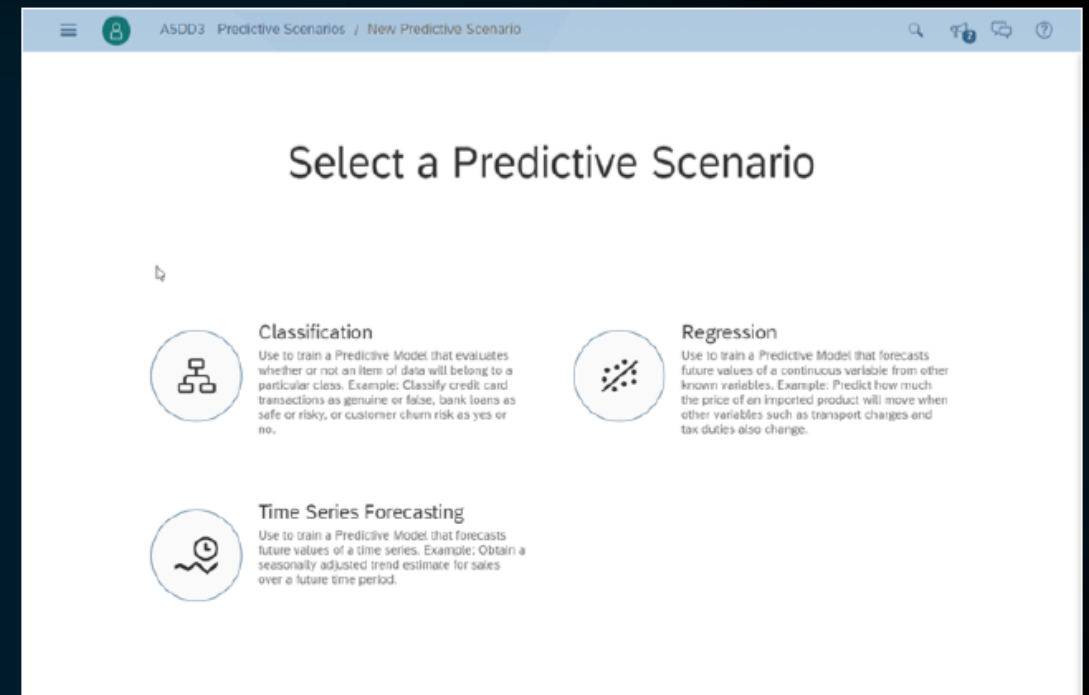 A5DD3 Predictive Scenarios / New Predictive Scenario
2
Select a Predictive Scenario
Classification
Use to train a Predictive Model that evaluates
whether or not an item of data will belong to a
particular class. Example: Classify credit card
transactions as genuine or false, bank loans as
safe or risky, or customer churn risk as yes or
no.
Regression
Use to train a Predictive Model that forecasts
future values of a continuous variable from other
known variables. Example: Predict how much
the price of an imported product will move when
other variables such as transport charges and
tax duties also change.
Time Series Forecasting
Use to train a Predictive Model that forecasts
future values of a time series. Example: Obtain a
seasonally adjusted trend estimate for sales
over a future time period.